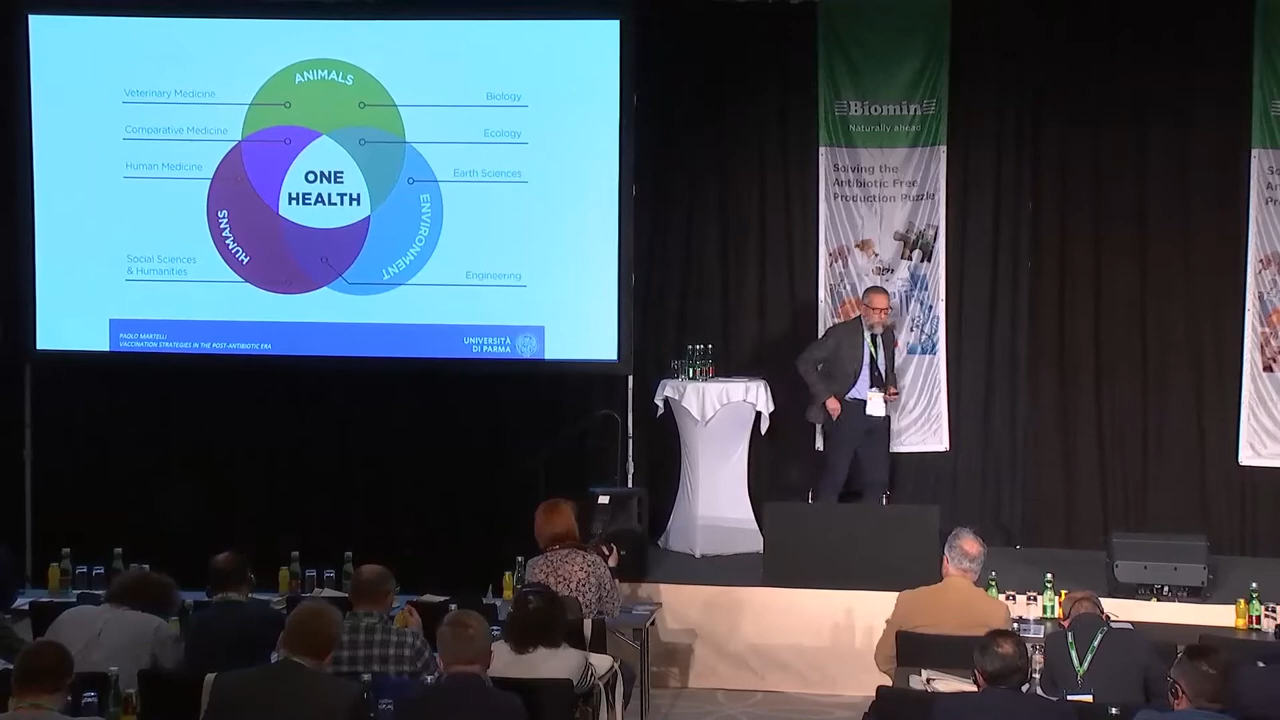 ANIMALS
Veterinary Medicine
Biology
Comparative Medicine
Ecology
Human Medicine
Earth Sciences
ONE
HEALTH
HUMANS
ENVIRONMENT
Social Sciences
& Humanities
Engineering
PAOLO MARTELLI
VACCINATION STRATEGIES IN THE POST-ANTIBIOTIC ERA
UNIVERSITÀ
DI PARMA
Biomin
Naturally ahead
Solving the
Antibiotic Free
Production Puzzle